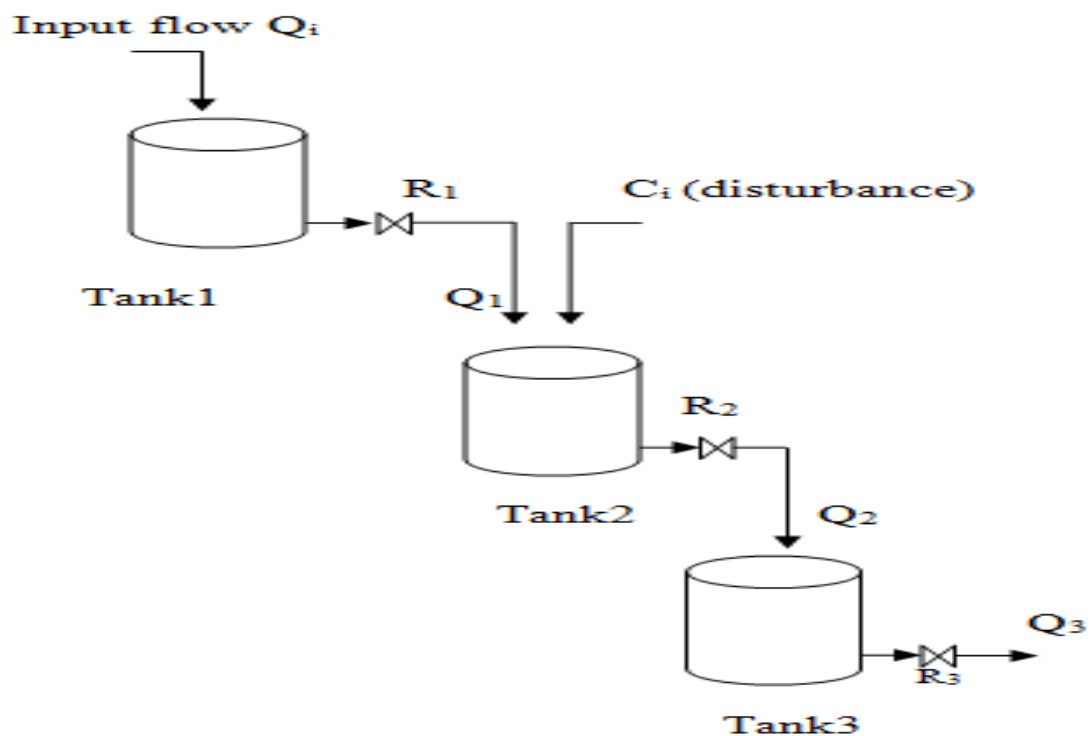 Input flow Qi
R1
Ci (disturbance)
Tank1
Q1
R2
Tank2
Q2
Q3
R3
Tank3